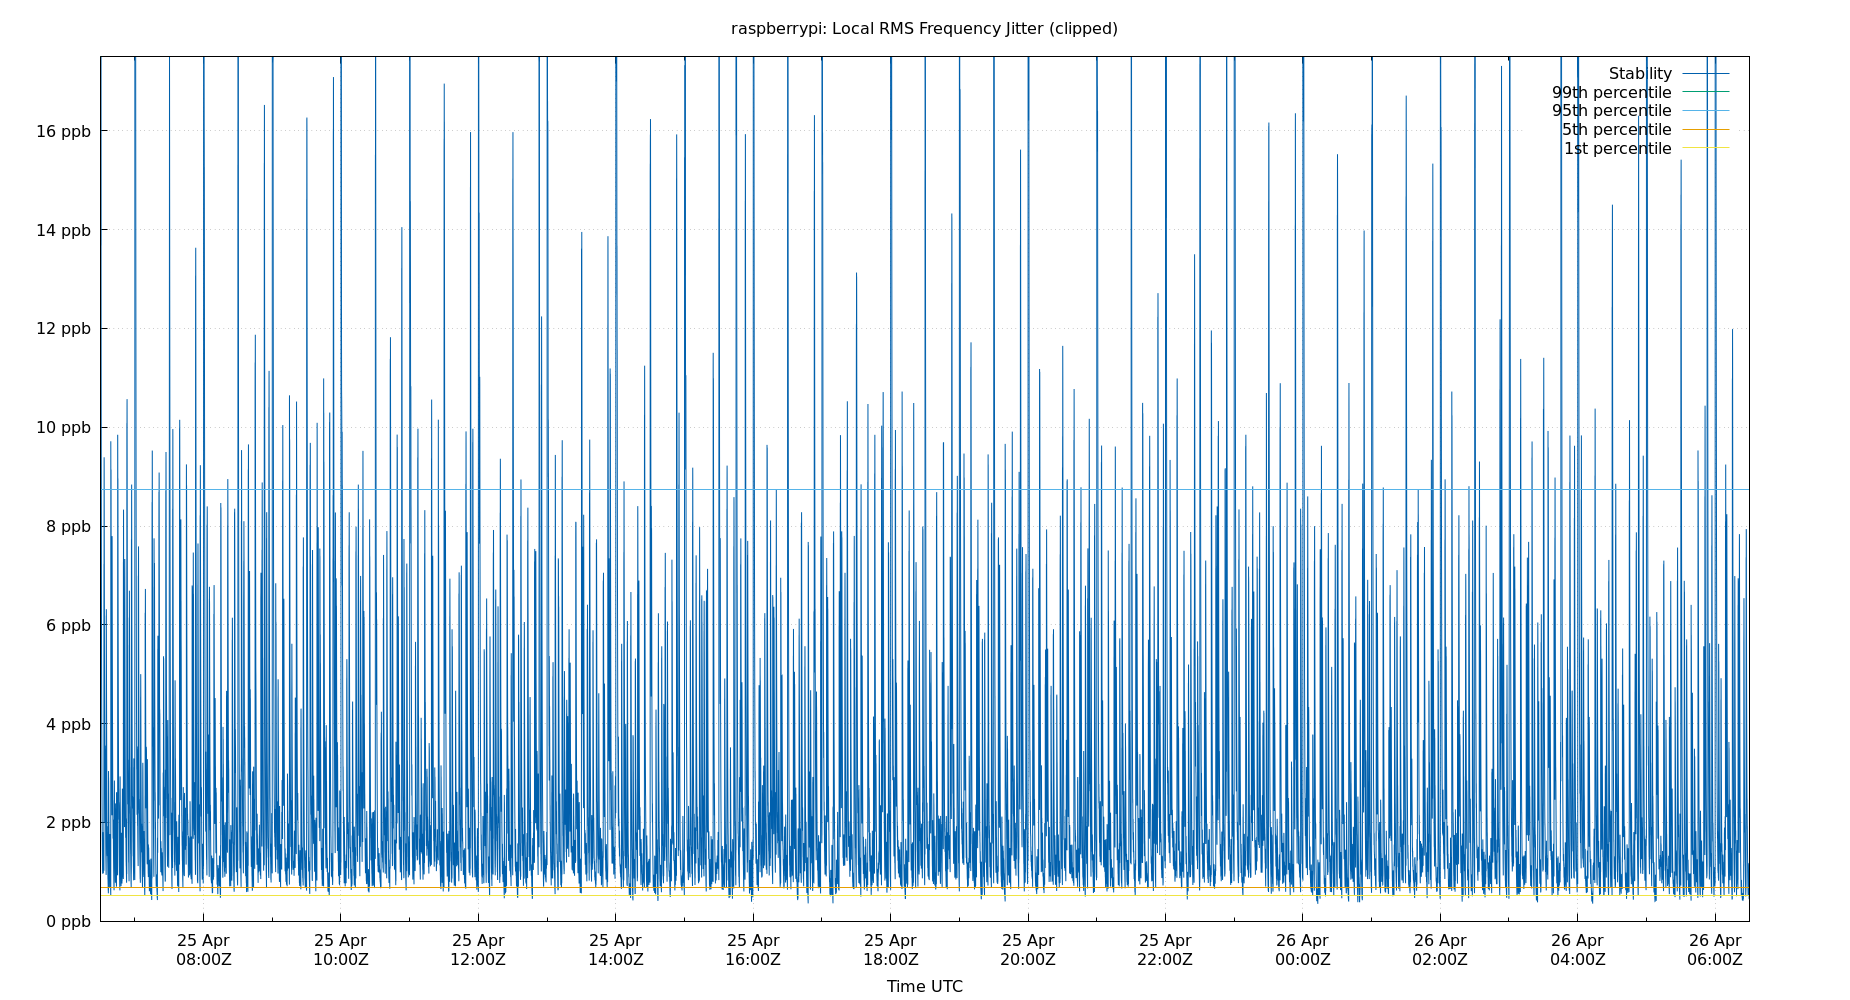 raspberrypi: Local RMS Frequency Jitter (clipped)
Stability
99th percentile
95th percentile
5th percentile
1st percentile
16 ppb
14 ppb
12 ppb
10 ppb
8 ppb
6 ppb
4 ppb
2 ppb
0 ppb
25 Apr 25 Apr 25 Apr 25 Apr 25 Apr 25 Apr 25 Apr 25 Apr 26 Apr 26 Apr 26 Apr 26 Apr
08:00Z 10:00Z 12:00Z 14:00Z 16:00Z 18:00Z 20:00Z 22:00Z 00:00Z 02:00Z 04:00Z 06:00Z
Time UTC